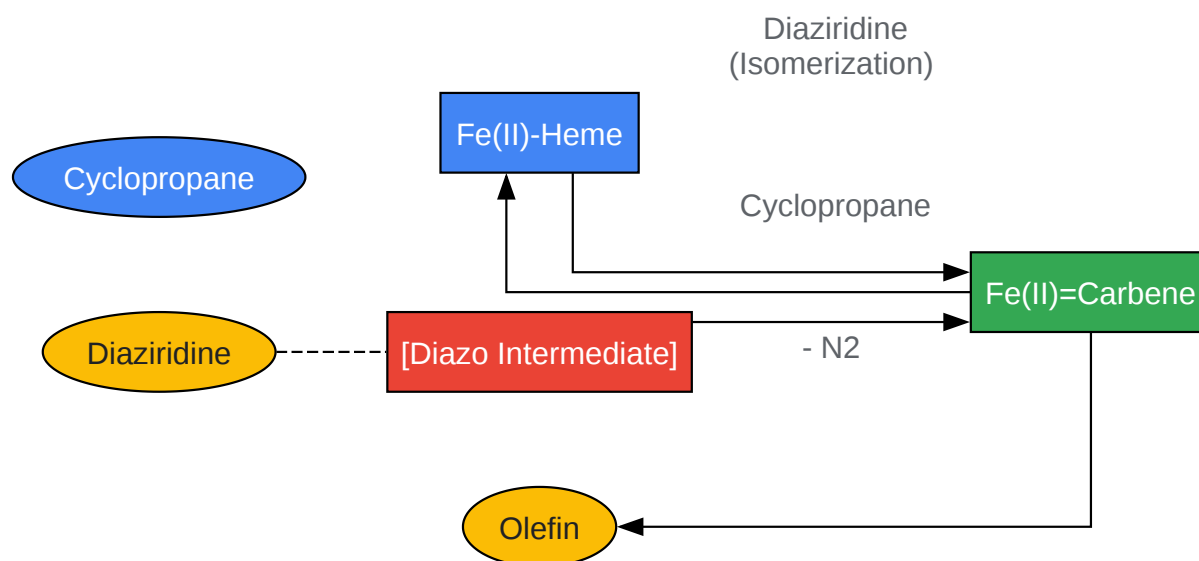 Diaziridine
(Isomerization)
Fe(II)-Heme
Cyclopropane
Cyclopropane
Fe(II)=Carbene
Diaziridine
[Diazo Intermediate]
- N2
Olefin